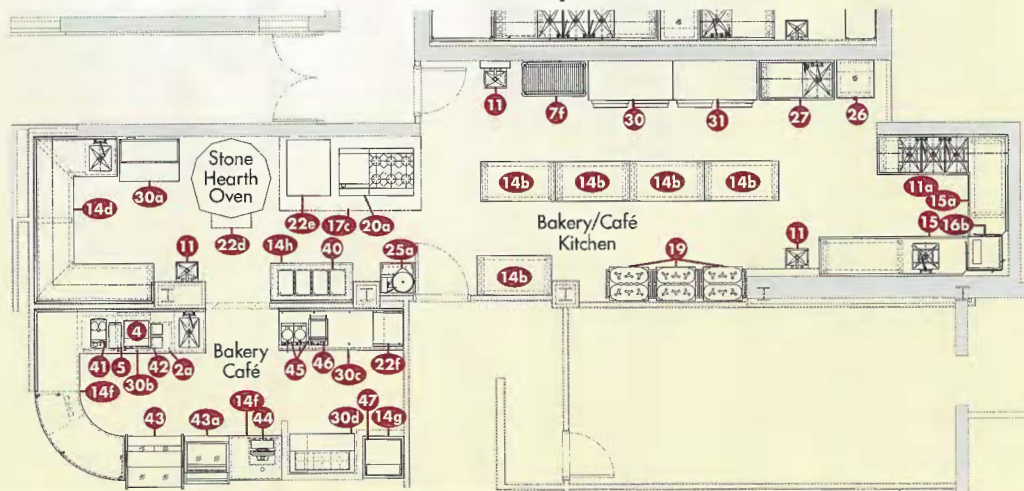 11
7f
30
31
27
26
Stone
Hearth
Oven
30a
14d
22d
22e
17c
20a
14b
14b
14b
14b
11a
15a
15
16b
Bakery/Café
Kitchen
11
14h
40
25a
19
11
14b
4
41
5
42
2a
30b
14f
Bakery
Café
45
46
30c
22f
43
43a
14f
44
30d
47
14g